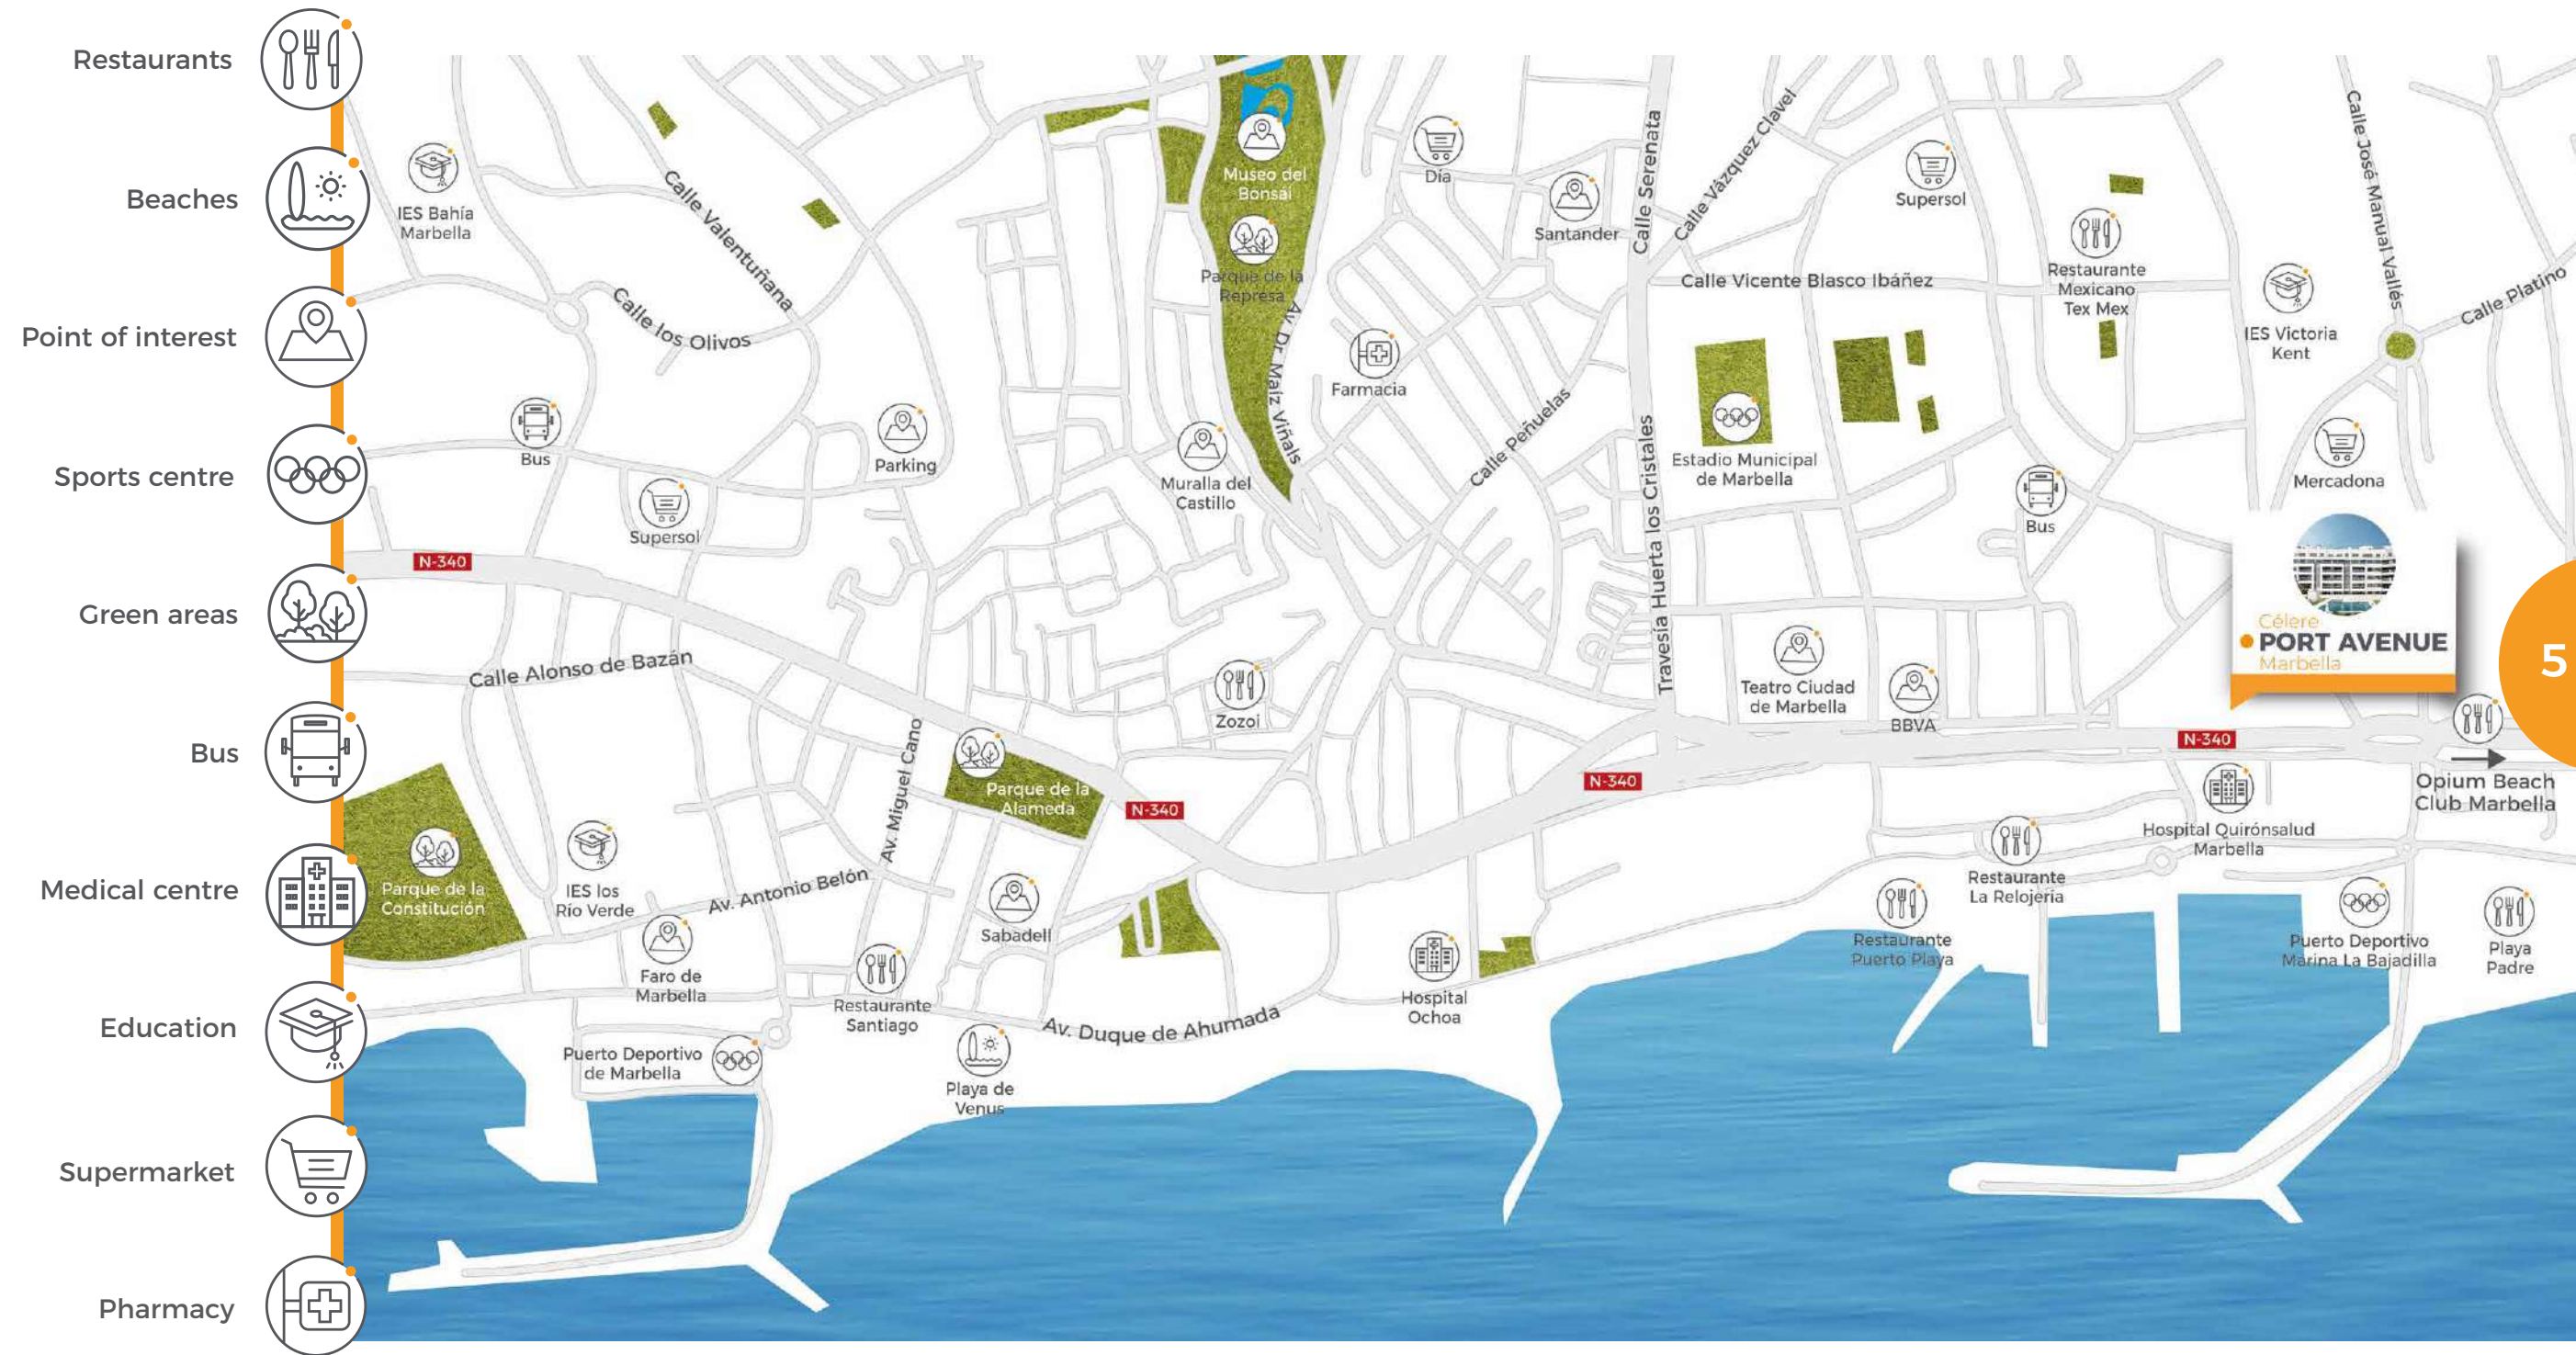 Restaurants
Beaches
Point of interest
Sports centre
Green areas
Bus
Medical centre
Education
Supermarket
Pharmacy
IES Bahía
Marbella
Calle Valentuñana
Calle los Olivos
Bus
Supersol
Parking
N-340
Calle Alonso de Bazán
Museo del
Bonsai
Parque de la
Represa
Av. Dr. Maiz Viñals
Muralla del
Castillo
Dia
Santander
Farmacia
Calle Peñuelas
Calle Serenata
Calle Vázquez Clavel
Supersol
Calle Vicente Blasco Ibáñez
Restaurante
Mexicano
Tex Mex
IES Victoria
Kent
Calle José Manual Vallés
Calle Platino
Mercadona
Estadio Municipal
de Marbella
Bus
Travesía Huerta los Cristales
Célere
PORT AVENUE
Marbella
5
Teatro Ciudad
de Marbella
BBVA
Zozoi
Av. Miguel Cano
Parque de la
Alameda
N-340
N-340
N-340
Opium Beach
Club Marbella
Hospital Quirónsalud
Marbella
Restaurante
La Relojería
Parque de la
Constitución
IES los
Río Verde
Av. Antonio Belón
Faro de
Marbella
Sabadell
Restaurante
Santiago
Hospital
Ochoa
Restaurante
Puerto Playa
Puerto Deportivo
Marina La Bajadilla
Playa
Padre
Av. Duque de Ahumada
Puerto Deportivo
de Marbella
Playa de
Venus